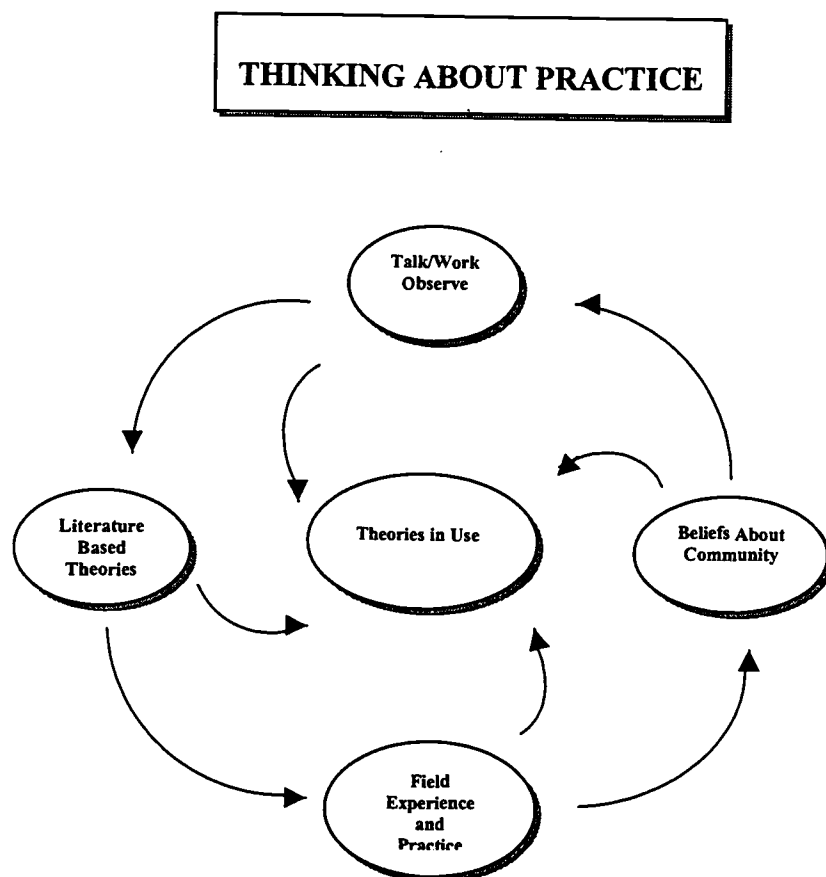 THINKING ABOUT PRACTICE
Talk/Work
Observe
Literature
Based
Theories
Theories in Use
Beliefs About
Community
Field
Experience
and
Practice